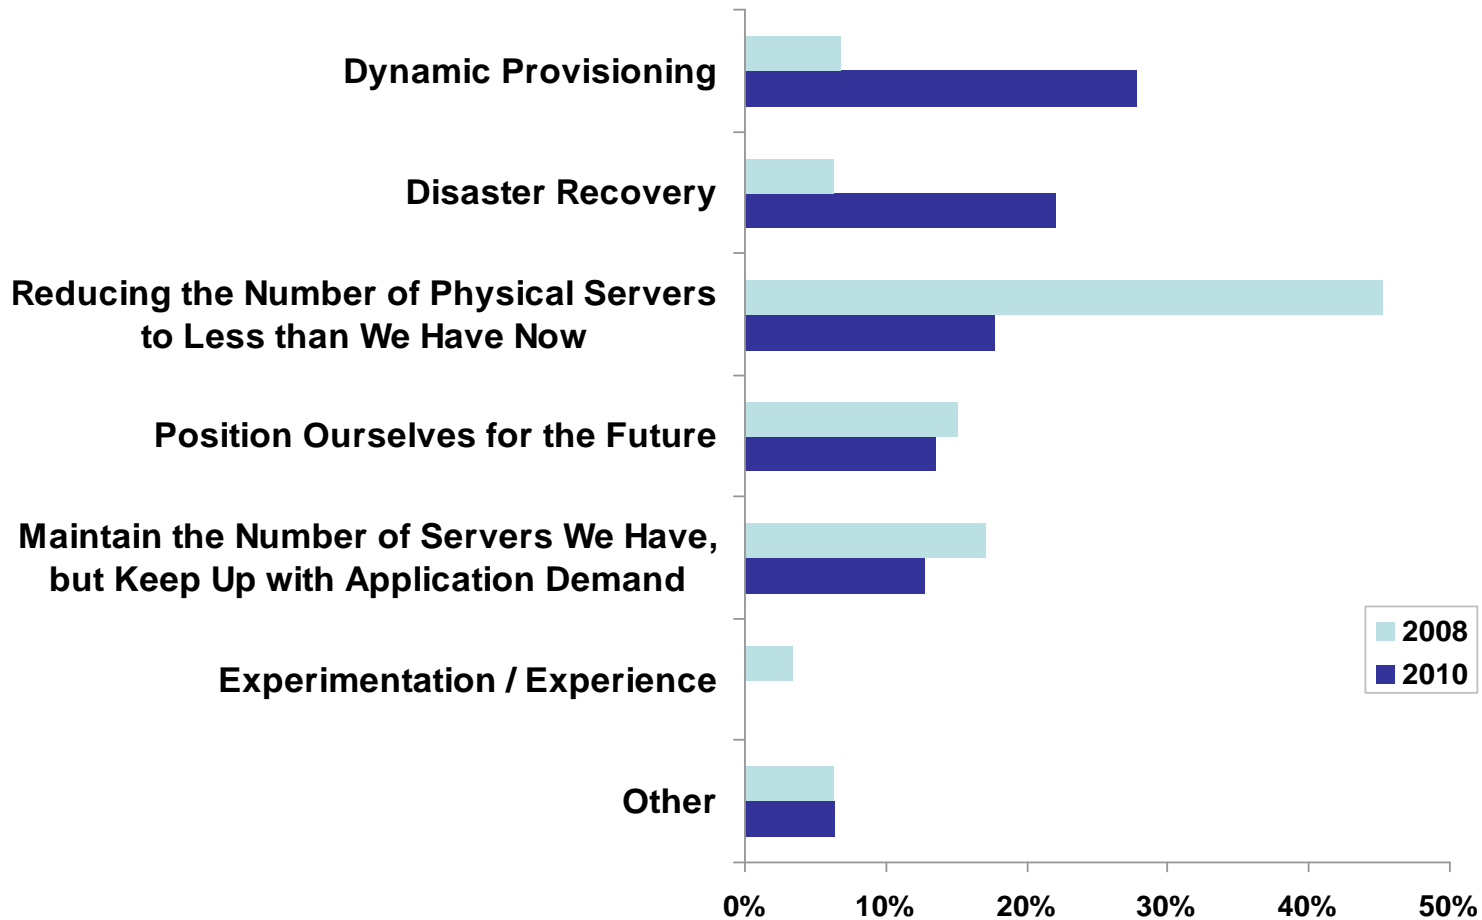 Dynamic Provisioning
Disaster Recovery
Reducing the Number of Physical Servers
to Less than We Have Now
Position Ourselves for the Future
Maintain the Number of Servers We Have,
but Keep Up with Application Demand
Experimentation / Experience
Other
2008
2010
0% 10% 20% 30% 40% 50%